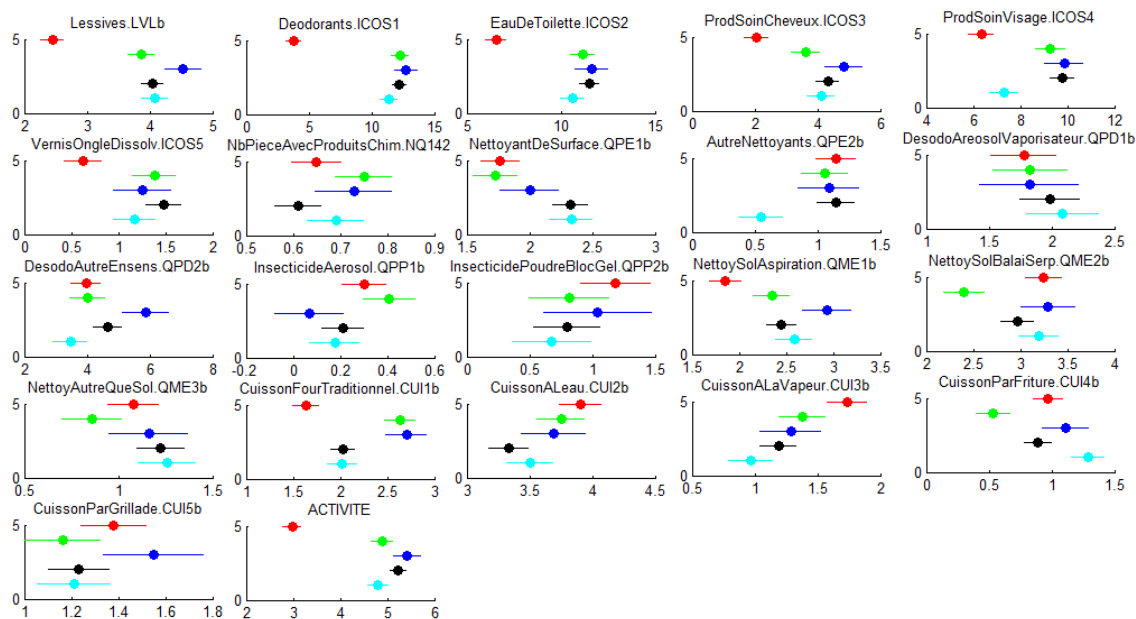 Lessives.LVLb
5
0
2 3 4 5
Deodorants.ICOS1
5
0
0 5 10 15
EauDeToilette.ICOS2
5
0
5 10 15
ProdSoinCheveux.ICOS3
5
0
0 2 4 6
ProdSoinVisage.ICOS4
5
0
4 6 8 10 12
VernisOngleDissolv.ICOS5
5
0
0 0.5 1 1.5 2
NbPieceAvecProduitsChim.NQ142
5
0
0.5 0.6 0.7 0.8 0.9
NettoyantDeSurface.QPE1b
5
0
1.5 2 2.5 3
AutreNettoyants.QPE2b
5
0
0 0.5 1 1.5
DesodoAreosolVaporisateur.QPD1b
5
0
1 1.5 2 2.5
DesodoAutreEnsens.QPD2b
5
0
2 4 6 8
InsecticideAerosol.QPP1b
5
0
-0.2 0 0.2 0.4 0.6
InsecticidePoudreBlocGel.QPP2b
5
0
0 0.5 1 1.5
NettoySolAspiration.QME1b
5
0
1.5 2 2.5 3 3.5
NettoySolBalaiSerp.QME2b
5
0
2 2.5 3 3.5 4
NettoyAutreQueSol.QME3b
5
0
0.5 1 1.5
CuissonFourTraditionnel.CUI1b
5
0
1 1.5 2 2.5 3
CuissonALeau.CUI2b
5
0
3 3.5 4 4.5
CuissonALaVapeur.CUI3b
5
0
0.5 1 1.5 2
CuissonParFriture.CUI4b
5
0
0 0.5 1 1.5
CuissonParGrillade.CUI5b
5
0
1 1.2 1.4 1.6 1.8
ACTIVITE
5
0
2 3 4 5 6